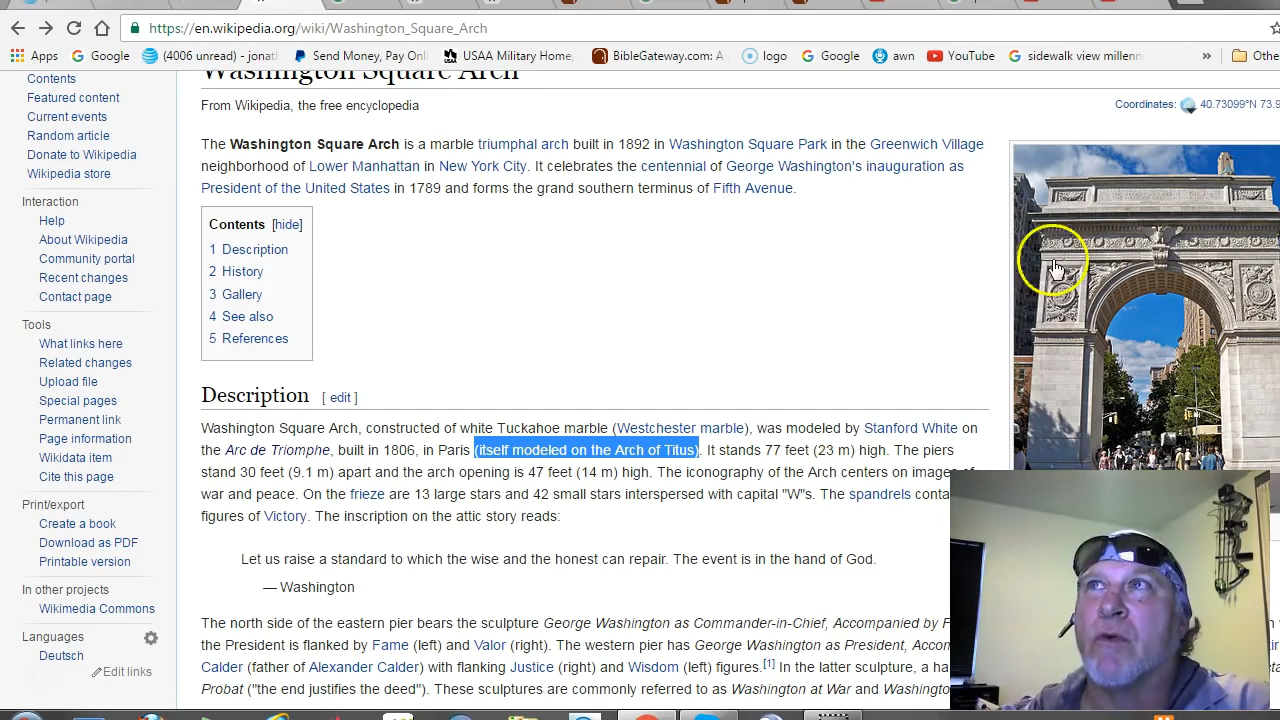 https://en.wikipedia.org/wiki/Washington_Square_Arch
Apps Google (4006 unread) - jonat Send Money, Pay Onl USAA Military Home, BibleGateway.com: A logo Google awn YouTube sidewalk view millenn » Othe
Washington Square Arch
From Wikipedia, the free encyclopedia
Coordinates: 40.73099°N 73.9
Contents
Featured content
Current events
Random article
Donate to Wikipedia
Wikipedia store
Interaction
Help
About Wikipedia
Community portal
Recent changes
Contact page
Tools
What links here
Related changes
Upload file
Special pages
Permanent link
Page information
Wikidata item
Cite this page
Print/export
Create a book
Download as PDF
Printable version
In other projects
Wikimedia Commons
Languages
Deutsch
Edit links
The Washington Square Arch is a marble triumphal arch built in 1892 in Washington Square Park in the Greenwich Village
neighborhood of Lower Manhattan in New York City. It celebrates the centennial of George Washington's inauguration as
President of the United States in 1789 and forms the grand southern terminus of Fifth Avenue.
Contents [hide]
1 Description
2 History
3 Gallery
4 See also
5 References
Description [ edit ]
Washington Square Arch, constructed of white Tuckahoe marble (Westchester marble), was modeled by Stanford White on
the Arc de Triomphe, built in 1806, in Paris (itself modeled on the Arch of Titus). It stands 77 feet (23 m) high. The piers
stand 30 feet (9.1 m) apart and the arch opening is 47 feet (14 m) high. The iconography of the Arch centers on images of
war and peace. On the frieze are 13 large stars and 42 small stars interspersed with capital "W"s. The spandrels conta
figures of Victory. The inscription on the attic story reads:
Let us raise a standard to which the wise and the honest can repair. The event is in the hand of God.
— Washington
The north side of the eastern pier bears the sculpture George Washington as Commander-in-Chief, Accompanied by F
the President is flanked by Fame (left) and Valor (right). The western pier has George Washington as President, Accom
Calder (father of Alexander Calder) with flanking Justice (right) and Wisdom (left) figures.[1] In the latter sculpture, a ha
Probat ("the end justifies the deed"). These sculptures are commonly referred to as Washington at War and Washingto